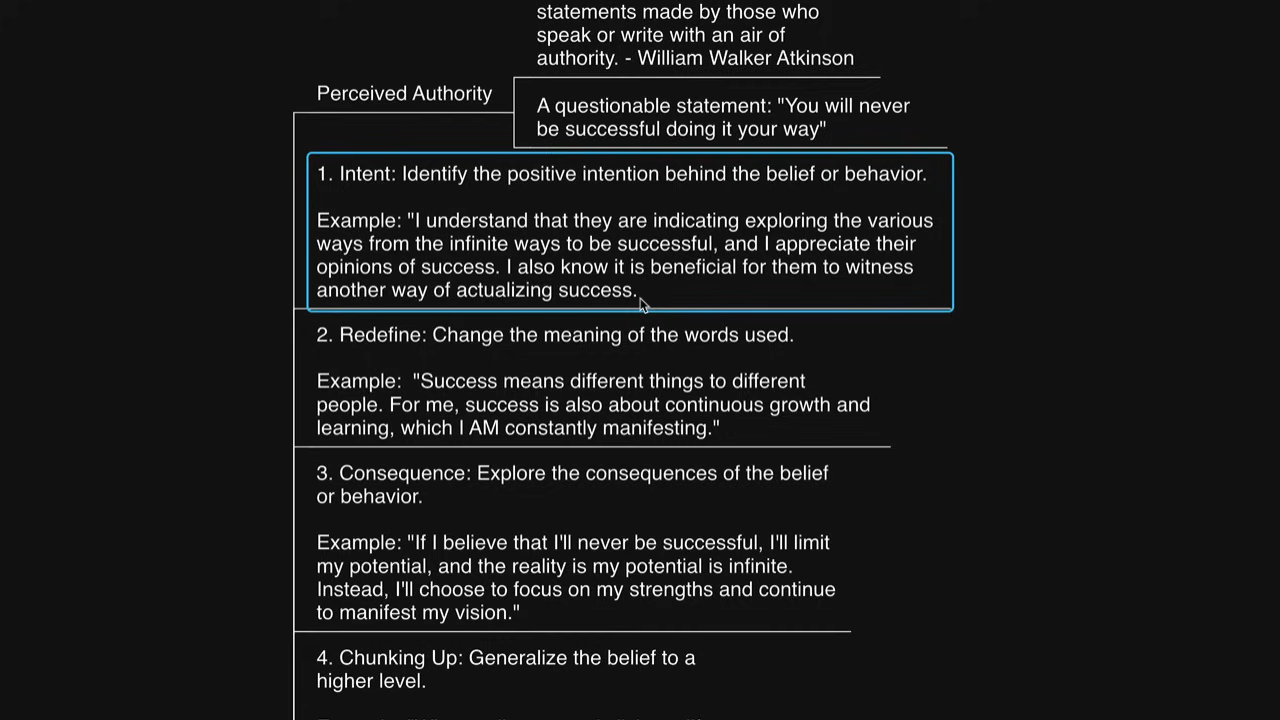 statements made by those who
speak or write with an air of
authority. - William Walker Atkinson
Perceived Authority
A questionable statement: "You will never
be successful doing it your way"
1. Intent: Identify the positive intention behind the belief or behavior.
Example: "I understand that they are indicating exploring the various
ways from the infinite ways to be successful, and I appreciate their
opinions of success. I also know it is beneficial for them to witness
another way of actualizing success.
2. Redefine: Change the meaning of the words used.
Example:  "Success means different things to different
people. For me, success is also about continuous growth and
learning, which I AM constantly manifesting."
3. Consequence: Explore the consequences of the belief
or behavior.
Example: "If I believe that I'll never be successful, I'll limit
my potential, and the reality is my potential is infinite.
Instead, I'll choose to focus on my strengths and continue
to manifest my vision."
4. Chunking Up: Generalize the belief to a
higher level.